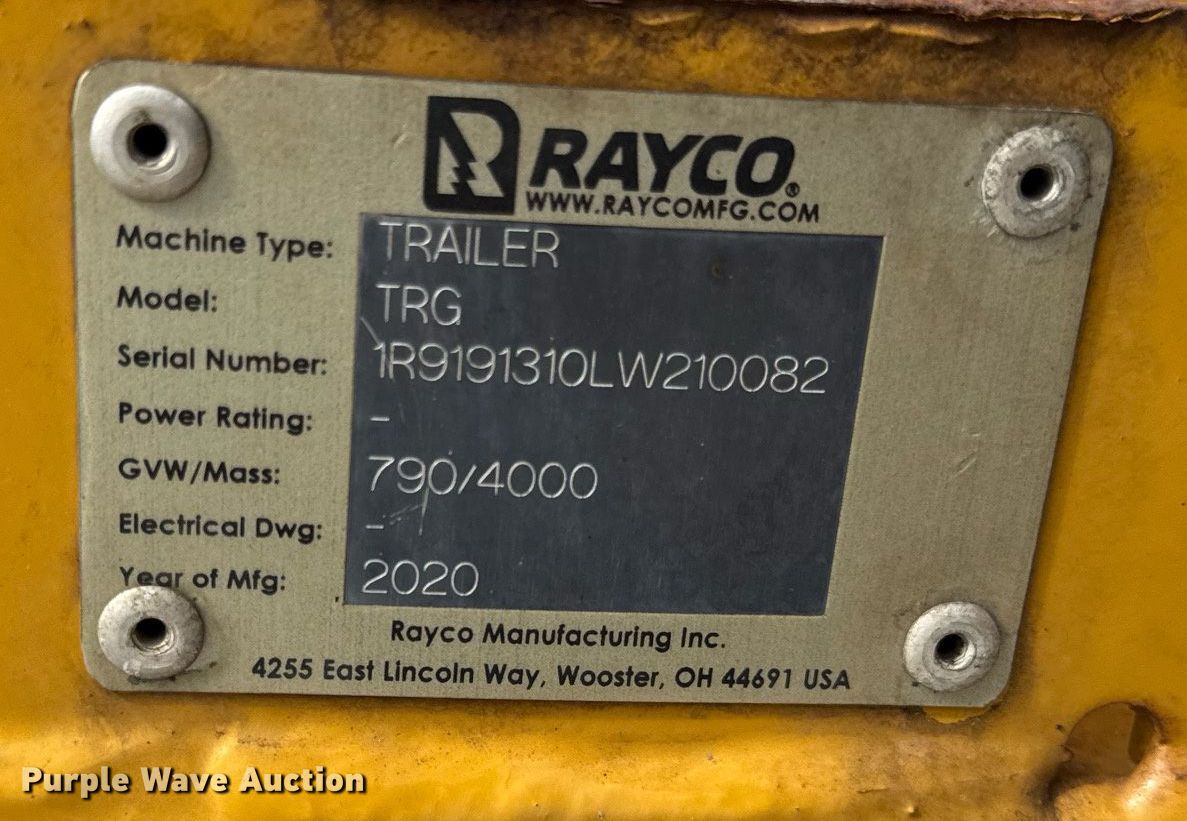 RAYCO®
WWW.RAYCOMFG.COM
Machine Type: TRAILER
Model: TRG
Serial Number: 1R9191310LW210082
Power Rating: -
GVW/Mass: 790/4000
Electrical Dwg: -
Year of Mfg: 2020
Rayco Manufacturing Inc.
4255 East Lincoln Way, Wooster, OH 44691 USA
Purple Wave Auction